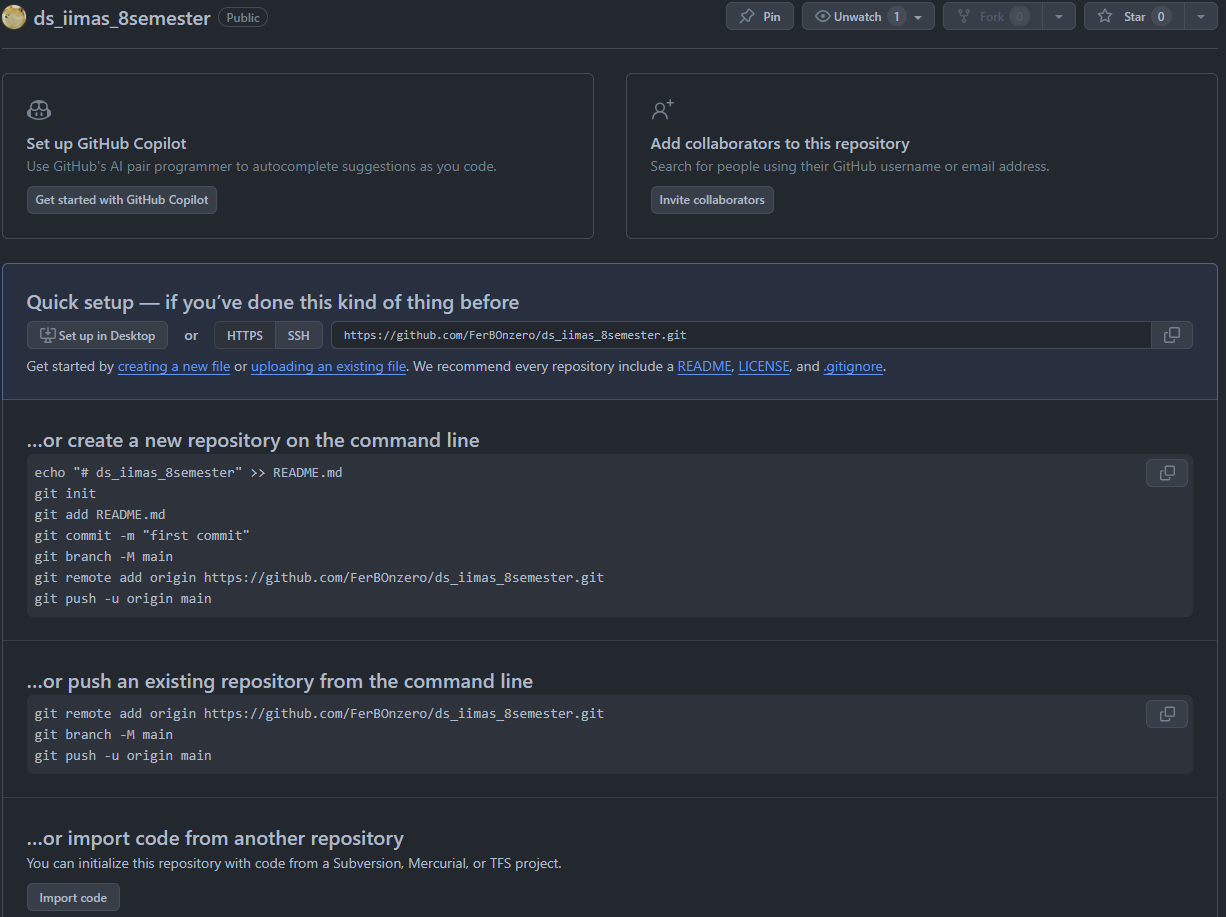 ds_iimas_8semester Public Pin Unwatch 1 Fork 0 Star 0
Set up GitHub Copilot
Use GitHub's AI pair programmer to autocomplete suggestions as you code.
Get started with GitHub Copilot
Add collaborators to this repository
Search for people using their GitHub username or email address.
Invite collaborators
Quick setup — if you’ve done this kind of thing before
Set up in Desktop or HTTPS SSH https://github.com/FerBOnzero/ds_iimas_8semester.git
Get started by creating a new file or uploading an existing file. We recommend every repository include a README, LICENSE, and .gitignore.
…or create a new repository on the command line
echo "# ds_iimas_8semester" >> README.md
git init
git add README.md
git commit -m "first commit"
git branch -M main
git remote add origin https://github.com/FerBOnzero/ds_iimas_8semester.git
git push -u origin main
…or push an existing repository from the command line
git remote add origin https://github.com/FerBOnzero/ds_iimas_8semester.git
git branch -M main
git push -u origin main
…or import code from another repository
You can initialize this repository with code from a Subversion, Mercurial, or TFS project.
Import code